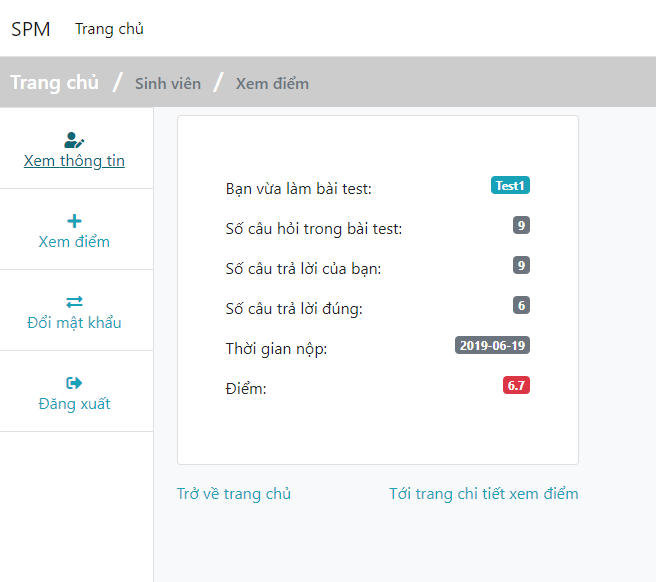 SPM Trang chủ
Trang chủ / Sinh viên / Xem điểm
Xem thông tin
Xem điểm
Đổi mật khẩu
Đăng xuất
Bạn vừa làm bài test: Test1
Số câu hỏi trong bài test: 9
Số câu trả lời của bạn: 9
Số câu trả lời đúng: 6
Thời gian nộp: 2019-06-19
Điểm: 6.7
Trở về trang chủ Tới trang chi tiết xem điểm